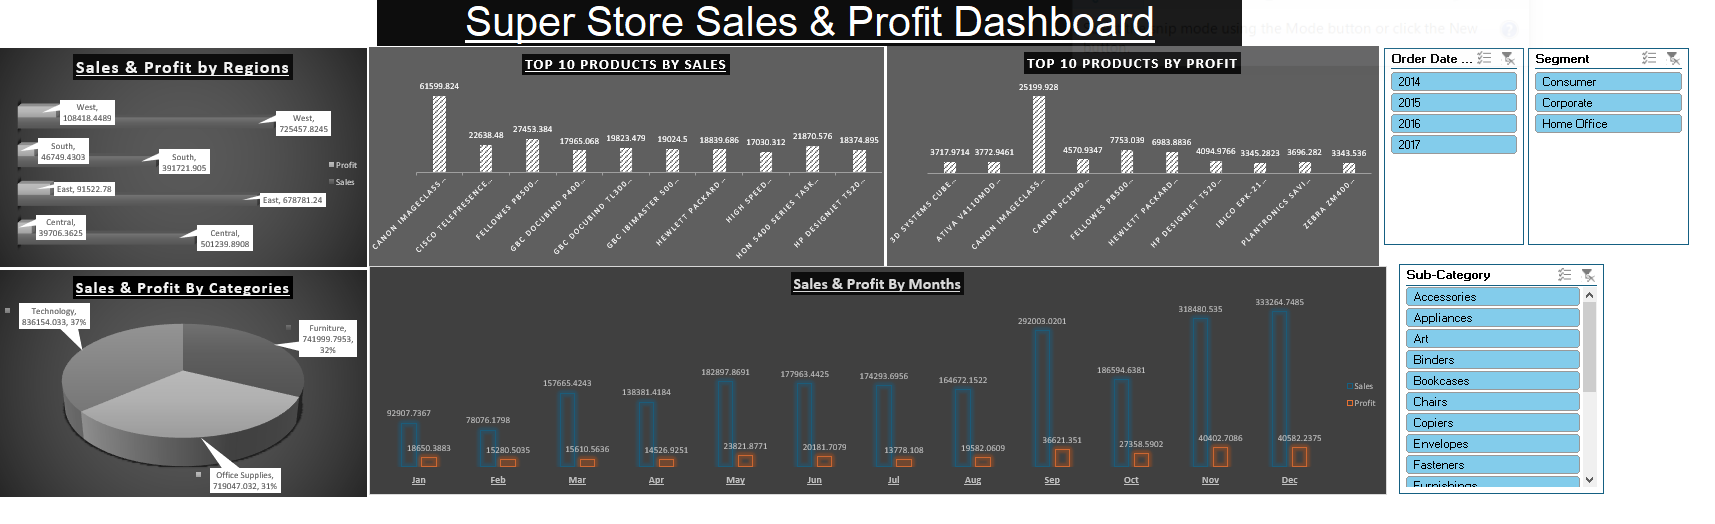 Super Store Sales & Profit Dashboard
Sales & Profit by Regions
West,
108418.4489
West,
725457.8245
South,
46749.4303
South,
391721.905
East, 91522.78
East, 678781.24
Central,
39706.3625
Central,
501239.8908
Profit
Sales
TOP 10 PRODUCTS BY SALES
61599.824
22638.48
27453.384
17965.068
19823.479
19024.5
18839.686
17030.312
21870.576
18374.895
CANON IMAGECLASS…
CISCO TELEPRESENCE…
FELLOWES PB500…
GBC DOCUBIND P400…
GBC DOCUBIND TL300…
GBC IBIMASTER 500…
HEWLETT PACKARD…
HIGH SPEED…
HON 5400 SERIES TASK…
HP DESIGNJET T520…
TOP 10 PRODUCTS BY PROFIT
3717.9714
3772.9461
25199.928
4570.9347
7753.039
6983.8836
4094.9766
3345.2823
3696.282
3343.536
3D SYSTEMS CUBE…
ATIVA V4110MDD…
CANON IMAGECLASS…
CANON PC1060…
FELLOWES PB500…
HEWLETT PACKARD…
HP DESIGNJET T520…
IBICO EPK-21…
PLANTRONICS SAVI…
ZEBRA ZM400…
ip mode using the Mode button or click the New
button.
Order Date ...
2014
2015
2016
2017
Segment
Consumer
Corporate
Home Office
Sales & Profit By Categories
Technology,
836154.033, 37%
Furniture,
741999.7953,
32%
Office Supplies,
719047.032, 31%
Sales & Profit By Months
92907.7367
78076.1798
157665.4243
138381.4184
182897.8691
177963.4425
174293.6956
164672.1522
292003.0201
186594.6381
318480.535
333264.7485
18650.3883
15280.5035
15610.5636
14526.9251
23821.8771
20181.7079
13778.108
19582.0609
36621.351
27358.5902
40402.7086
40582.2375
Jan
Feb
Mar
Apr
May
Jun
Jul
Aug
Sep
Oct
Nov
Dec
Sales
Profit
Sub-Category
Accessories
Appliances
Art
Binders
Bookcases
Chairs
Copiers
Envelopes
Fasteners
Furnishings